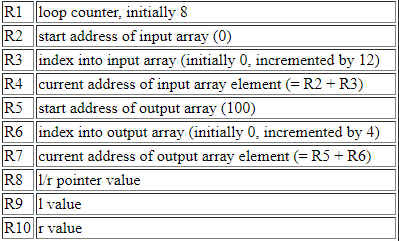 R1 loop counter, initially 8
R2 start address of input array (0)
R3 index into input array (initially 0, incremented by 12)
R4 current address of input array element (= R2 + R3)
R5 start address of output array (100)
R6 index into output array (initially 0, incremented by 4)
R7 current address of output array element (= R5 + R6)
R8 l/r pointer value
R9 l value
R10 r value